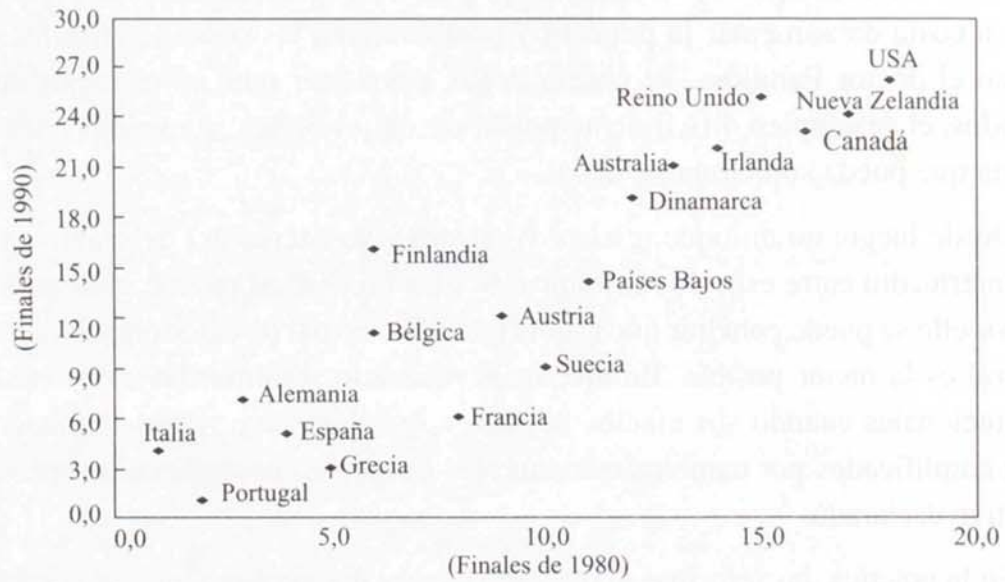 30,0
27,0
24,0
21,0
18,0
15,0
12,0
9,0
6,0
3,0
0,0
(Finales de 1990)
USA
Reino Unido
Nueva Zelandia
Canadá
Australia
Irlanda
Dinamarca
Finlandia
Países Bajos
Austria
Bélgica
Suecia
Alemania
Francia
Italia
España
Grecia
Portugal
0,0 5,0 10,0 15,0 20,0
(Finales de 1980)